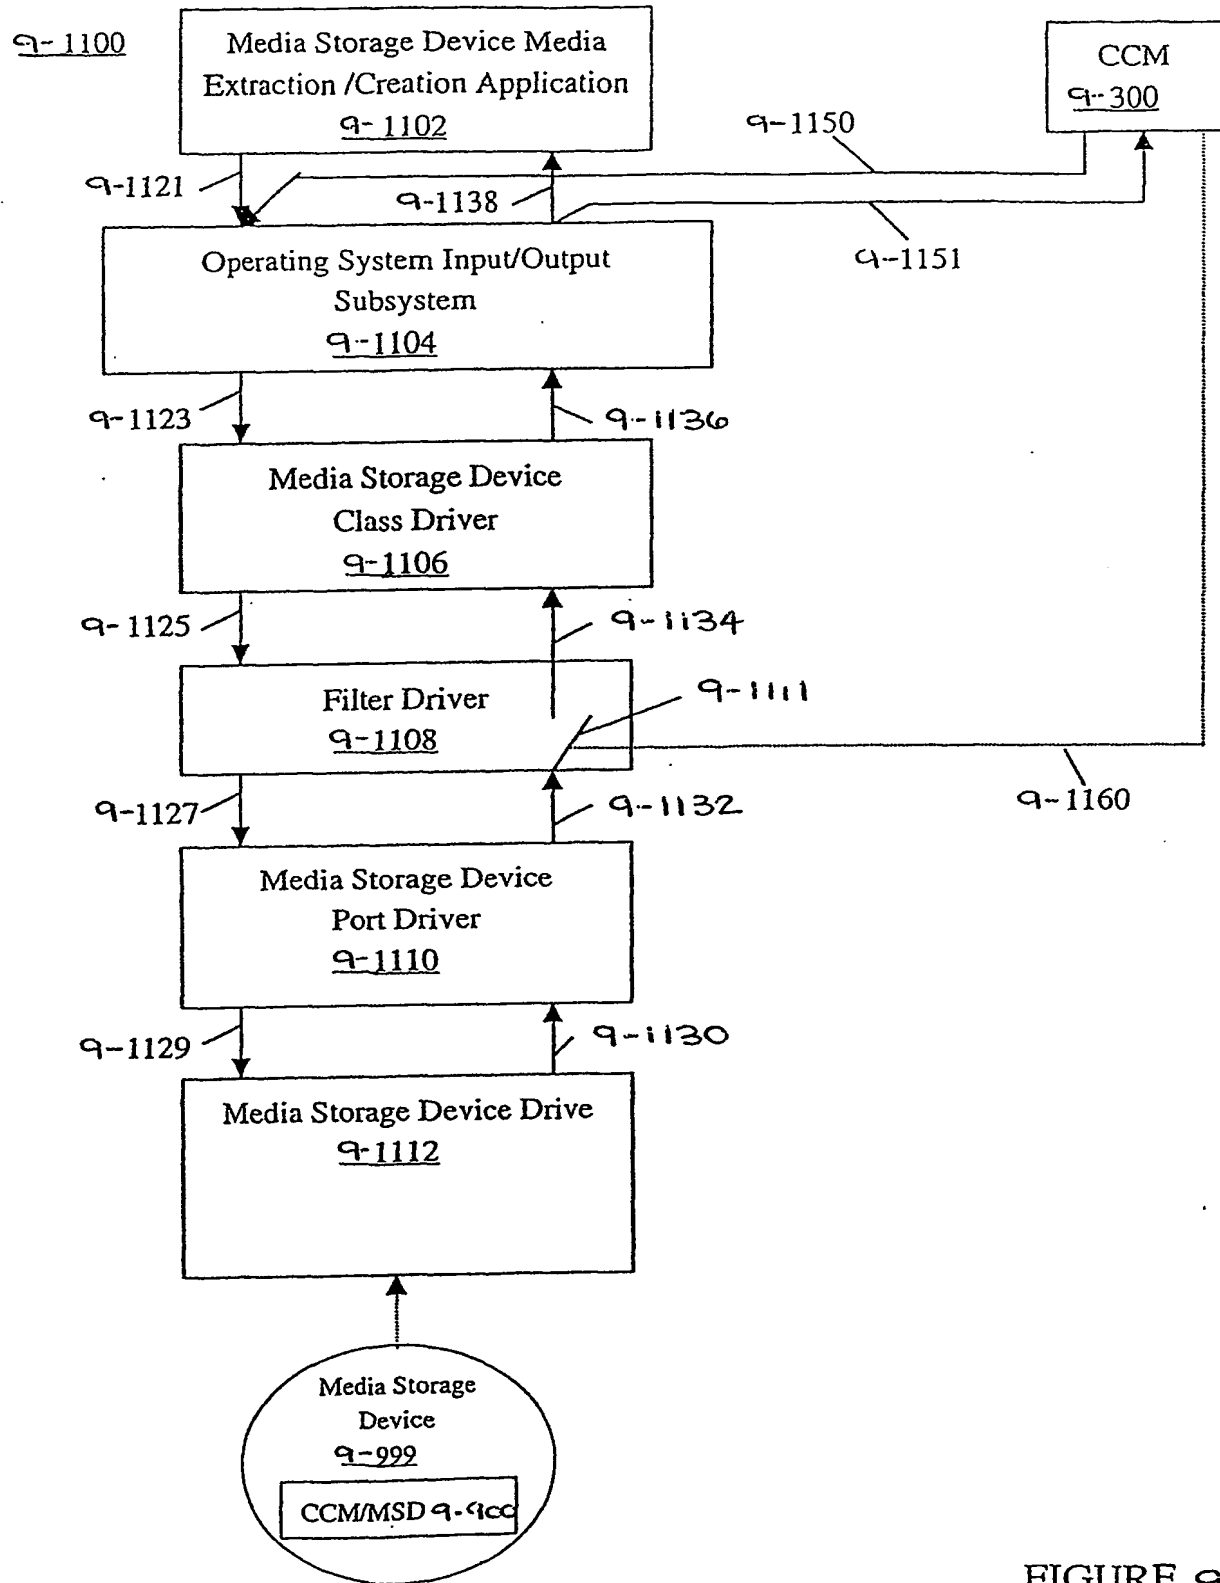 9-1100
Media Storage Device Media
Extraction /Creation Application
9-1102
CCM
9-300
9-1150
9-1121
9-1138
9-1151
Operating System Input/Output
Subsystem
9-1104
9-1123
9-1136
Media Storage Device
Class Driver
9-1106
9-1125
9-1134
Filter Driver
9-1108
9-1111
9-1127
9-1132
9-1160
Media Storage Device
Port Driver
9-1110
9-1129
9-1130
Media Storage Device Drive
9-1112
Media Storage
Device
9-999
CCM/MSD
FIGURE 9